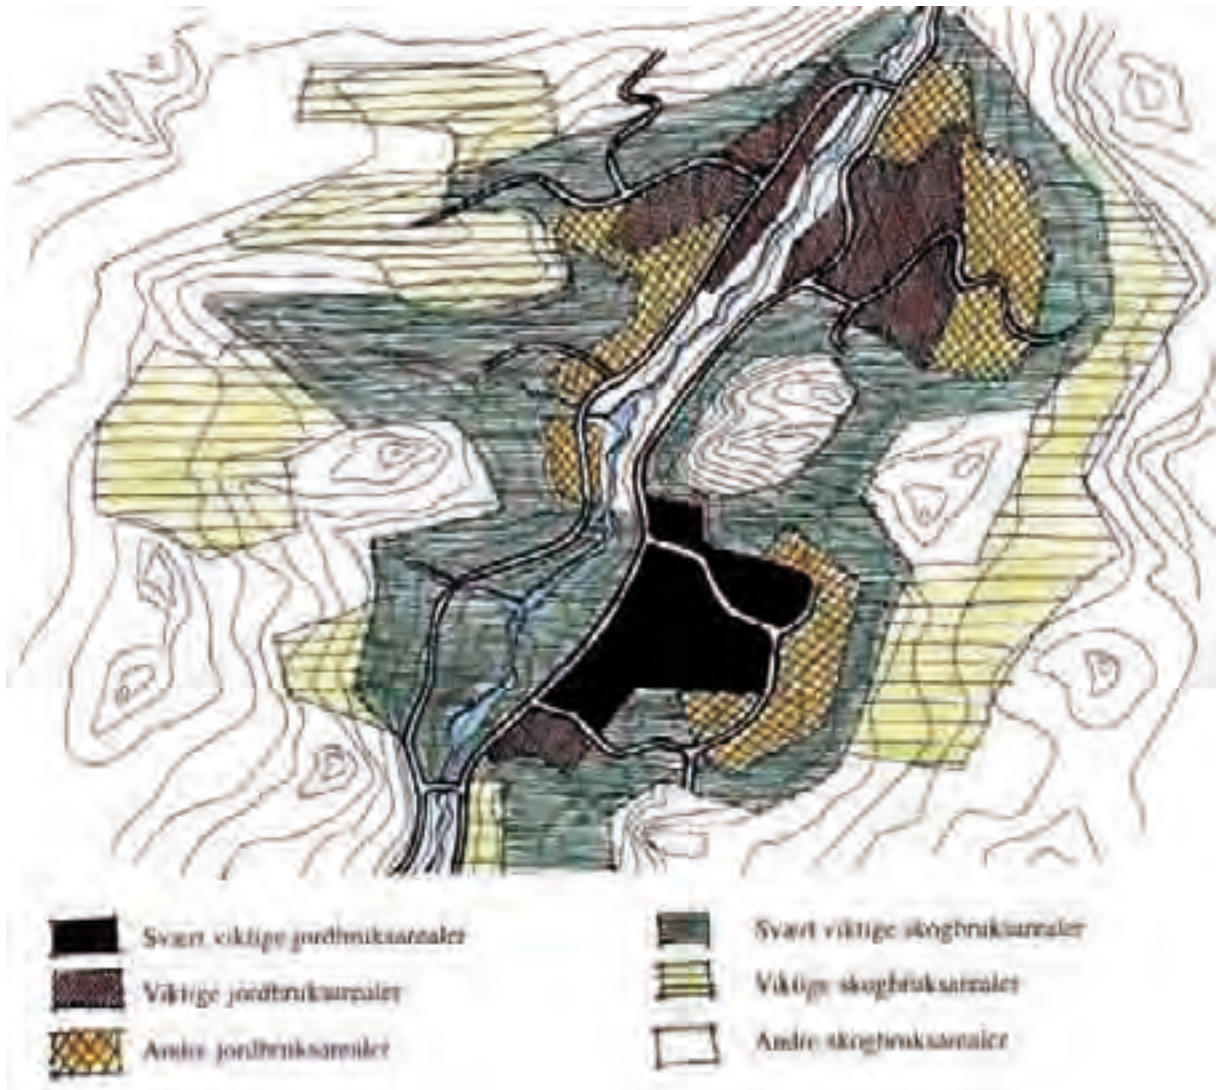 Svært viktige jordbruksarealer
Viktige jordbruksarealer
Andre jordbruksarealer
Svært viktige skogbruksarealer
Viktige skogbruksarealer
Andre skogbruksarealer